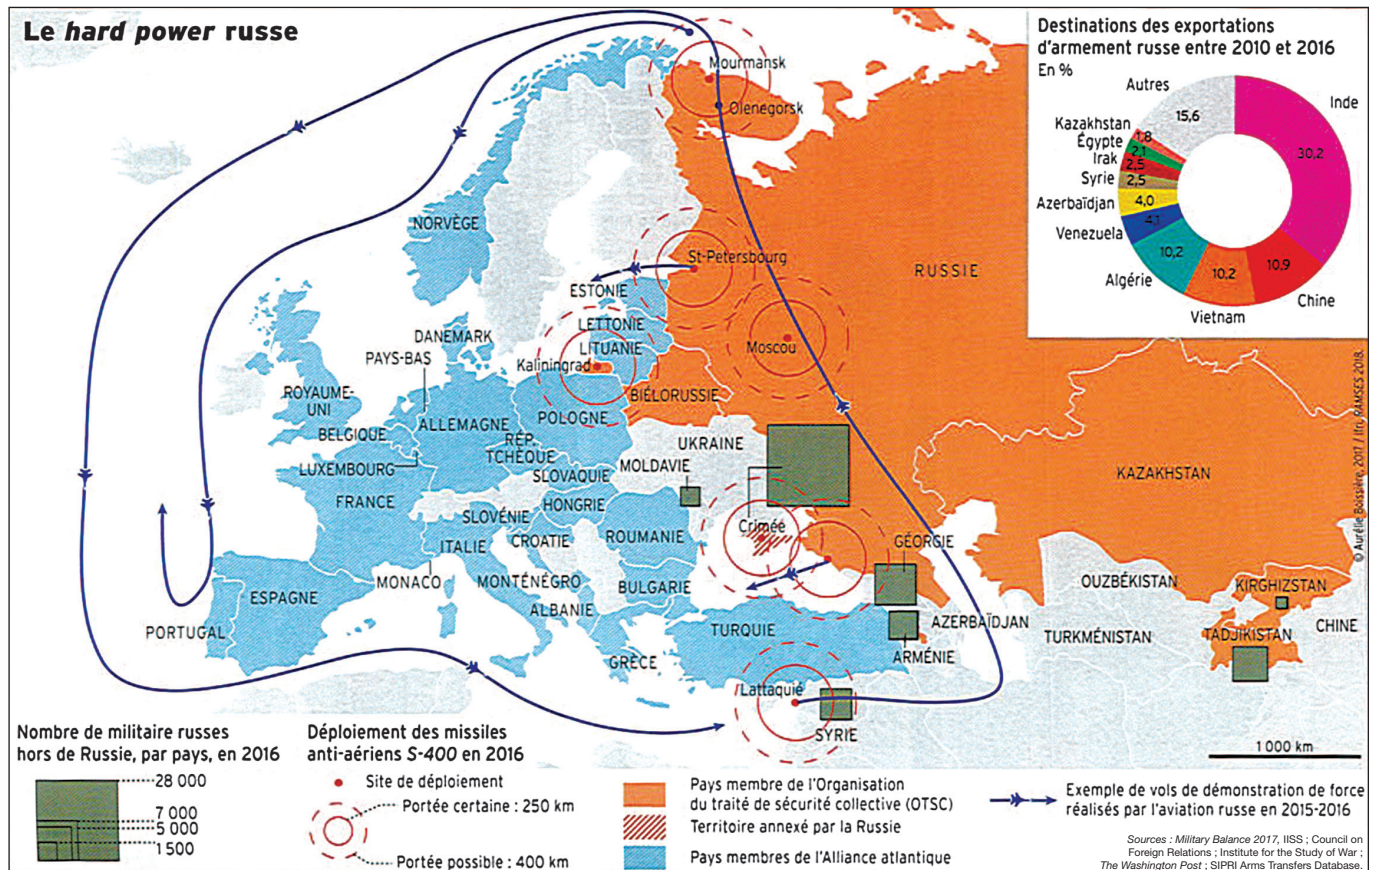 Le hard power russe
Destinations des exportations
d'armement russe entre 2010 et 2016
En %
Autres
15,6
Inde
30,2
Kazakhstan
1,8
Égypte
2,1
Irak
2,5
Syrie
2,5
Azerbaïdjan
4,0
Venezuela
4,1
Algérie
10,2
Vietnam
10,2
Chine
10,9
Mourmansk
Olenegorsk
NORVÈGE
St-Petersbourg
RUSSIE
ESTONIE
LETTONIE
LITUANIE
DANEMARK
PAYS-BAS
Kaliningrad
Moscou
BIÉLORUSSIE
ROYAUME-
UNI
POLOGNE
ALLEMAGNE
BELGIQUE
RÉP.
TCHÈQUE
UKRAINE
LUXEMBOURG
SLOVAQUIE
MOLDAVIE
KAZAKHSTAN
FRANCE
HONGRIE
SLOVÉNIE
Crimée
ITALIE
CROATIE
ROUMANIE
GÉORGIE
MONACO
MONTÉNÉGRO
BULGARIE
OUZBÉKISTAN
KIRGHIZSTAN
ESPAGNE
ALBANIE
PORTUGAL
TURQUIE
AZERBAÏDJAN
TURKMÉNISTAN
TADJIKISTAN
CHINE
GRÈCE
ARMÉNIE
Lattaquié
SYRIE
1 000 km
© Aurélie Boissière, 2017 / Ifri, RAMSES 2018.
Nombre de militaire russes
hors de Russie, par pays, en 2016
28 000
7 000
5 000
1 500
Déploiement des missiles
anti-aériens S-400 en 2016
Site de déploiement
Portée certaine : 250 km
Portée possible : 400 km
Pays membre de l'Organisation
du traité de sécurité collective (OTSC)
Territoire annexé par la Russie
Pays membres de l'Alliance atlantique
Exemple de vols de démonstration de force
réalisés par l'aviation russe en 2015-2016
Sources : Military Balance 2017, IISS ; Council on
Foreign Relations ; Institute for the Study of War ;
The Washington Post ; SIPRI Arms Transfers Database.